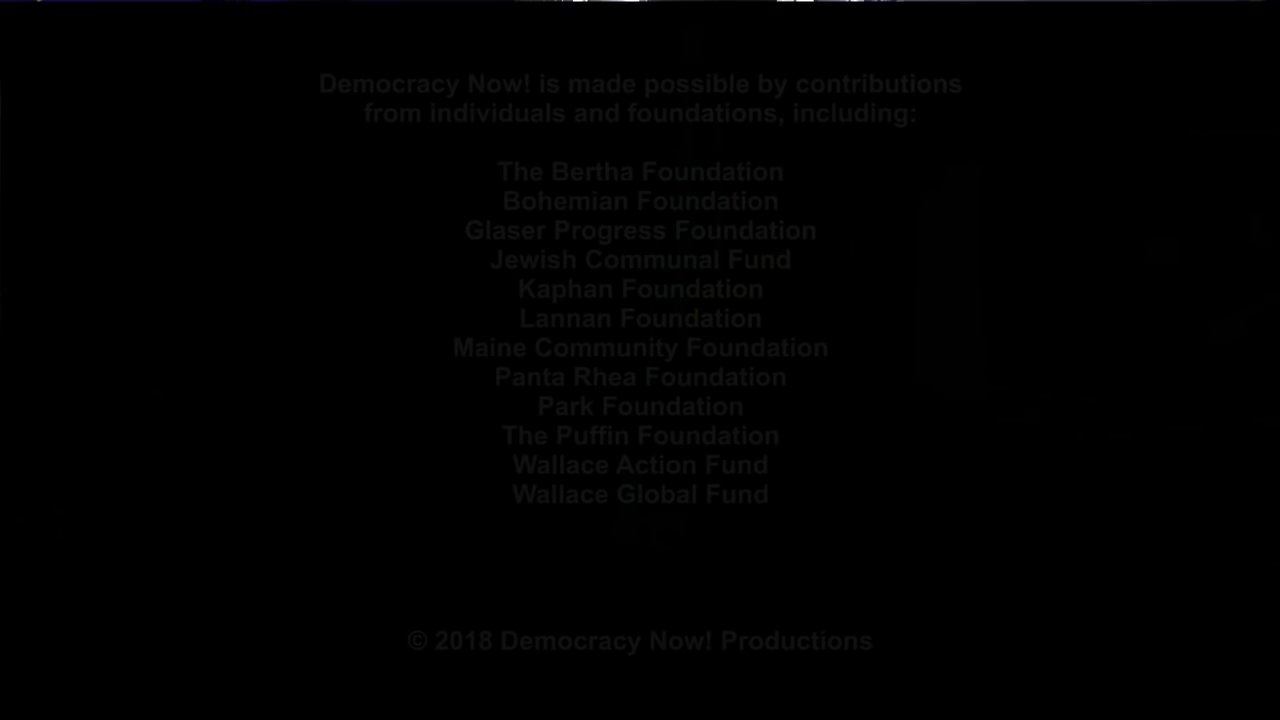 Democracy Now! is made possible by contributions
from individuals and foundations, including:
The Bertha Foundation
Bohemian Foundation
Glaser Progress Foundation
Jewish Communal Fund
Kaphan Foundation
Lannan Foundation
Maine Community Foundation
Panta Rhea Foundation
Park Foundation
The Puffin Foundation
Wallace Action Fund
Wallace Global Fund
© 2018 Democracy Now! Productions